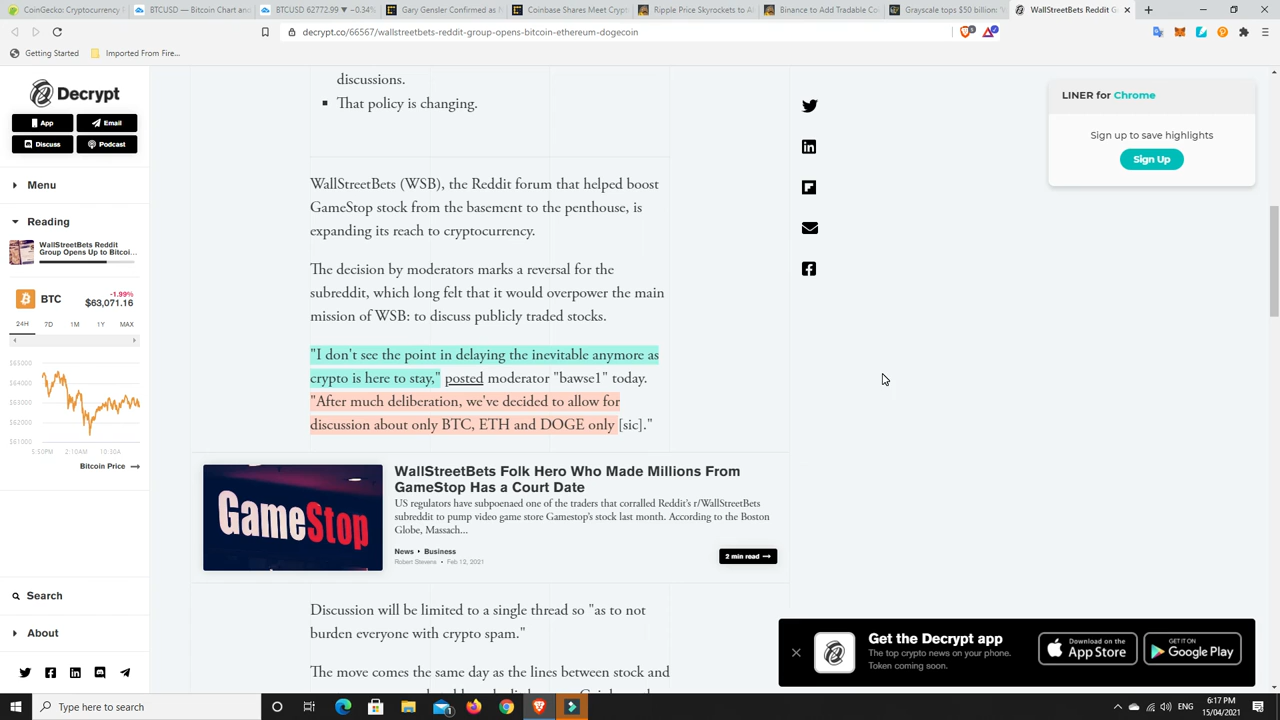 CoinGecko: Cryptocurrency P
BTCUSD — Bitcoin Chart and
BTCUSD 62772.99 ▼ −0.34%
Gary Gensler Confirmed as N
Coinbase Shares Meet Crypt
Ripple Price Skyrockets to A
Binance to Add Tradable Co
Grayscale tops $50 billion:
WallStreetBets Reddit G
decrypt.co/66567/wallstreetbets-reddit-group-opens-bitcoin-ethereum-dogecoin
Getting Started
Imported From Fire...
Decrypt
App
Email
Discuss
Podcast
Menu
Reading
WallStreetBets Reddit
Group Opens Up to Bitcoi...
BTC
-1.99%
$63,071.16
24H 7D 1M 1Y MAX
$65000
$64000
$63000
$62000
$61000
5:50PM 2:10AM 10:30A
Bitcoin Price
Search
About
discussions.
That policy is changing.
WallStreetBets (WSB), the Reddit forum that helped boost
GameStop stock from the basement to the penthouse, is
expanding its reach to cryptocurrency.
The decision by moderators marks a reversal for the
subreddit, which long felt that it would overpower the main
mission of WSB: to discuss publicly traded stocks.
"I don't see the point in delaying the inevitable anymore as
crypto is here to stay," posted moderator "bawse1" today.
"After much deliberation, we've decided to allow for
discussion about only BTC, ETH and DOGE only [sic]."
GameStop
WallStreetBets Folk Hero Who Made Millions From
GameStop Has a Court Date
US regulators have subpoenaed one of the traders that corralled Reddit's r/WallStreetBets
subreddit to pump video game store Gamestop's stock last month. According to the Boston
Globe, Massach...
News • Business
Robert Stevens • Feb 12, 2021
2 min read
Discussion will be limited to a single thread so "as to not
burden everyone with crypto spam."
The move comes the same day as the lines between stock and
LINER for Chrome
Sign up to save highlights
Sign Up
Get the Decrypt app
The top crypto news on your phone.
Token coming soon.
Download on the
App Store
GET IT ON
Google Play
Type here to search
ENG
6:17 PM
15/04/2021